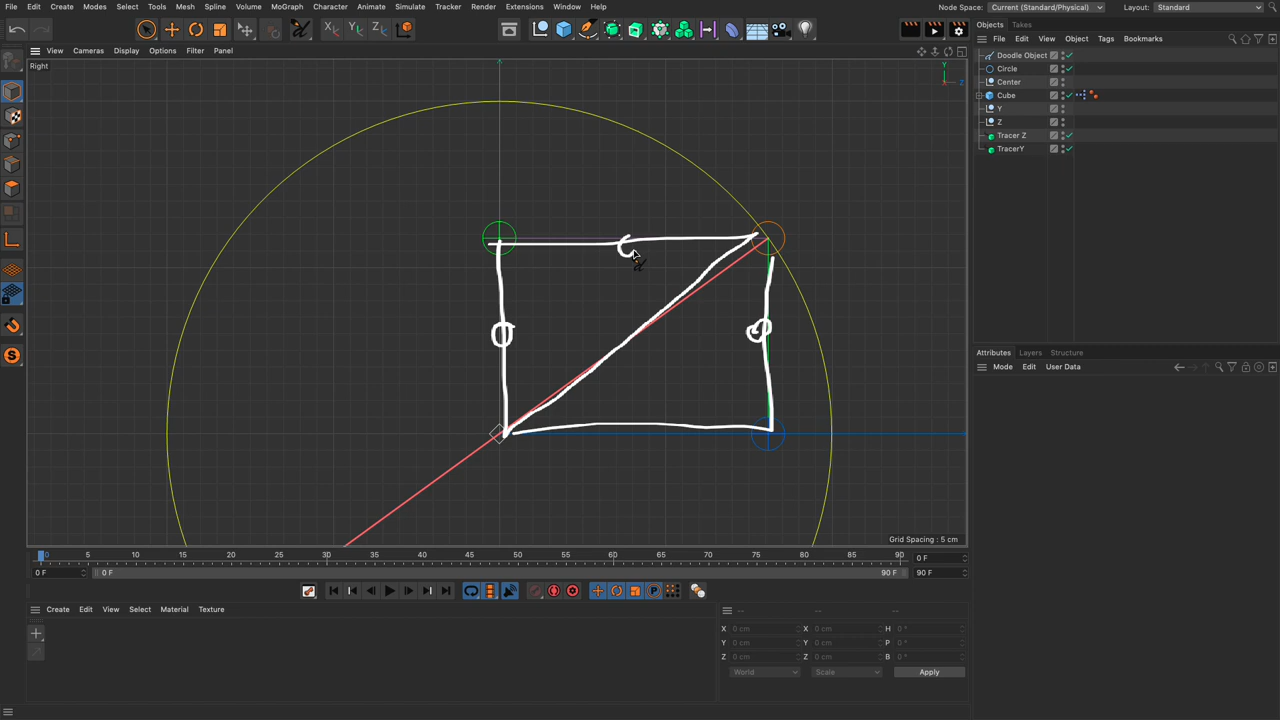 File Edit Create Modes Select Tools Mesh Spline Volume MoGraph Character Animate Simulate Tracker Render Extensions Window Help Node Space: Current (Standard/Physical) Layout: Standard
Objects Takes
File Edit View Object Tags Bookmarks
View Cameras Display Options Filter Panel
Right
Y
Z
X
Doodle Object
Circle
Center
Cube
Y
Z
Tracer Z
TracerY
Attributes Layers Structure
Mode Edit User Data
Grid Spacing : 5 cm
0 5 10 15 20 25 30 35 40 45 50 55 60 65 70 75 80 85 90 0 F
0 F 0 F 90 F 90 F
Create Edit View Select Material Texture
-- -- --
X 0 cm X 0 cm H 0 °
Y 0 cm Y 0 cm P 0 °
Z 0 cm Z 0 cm B 0 °
World Scale Apply